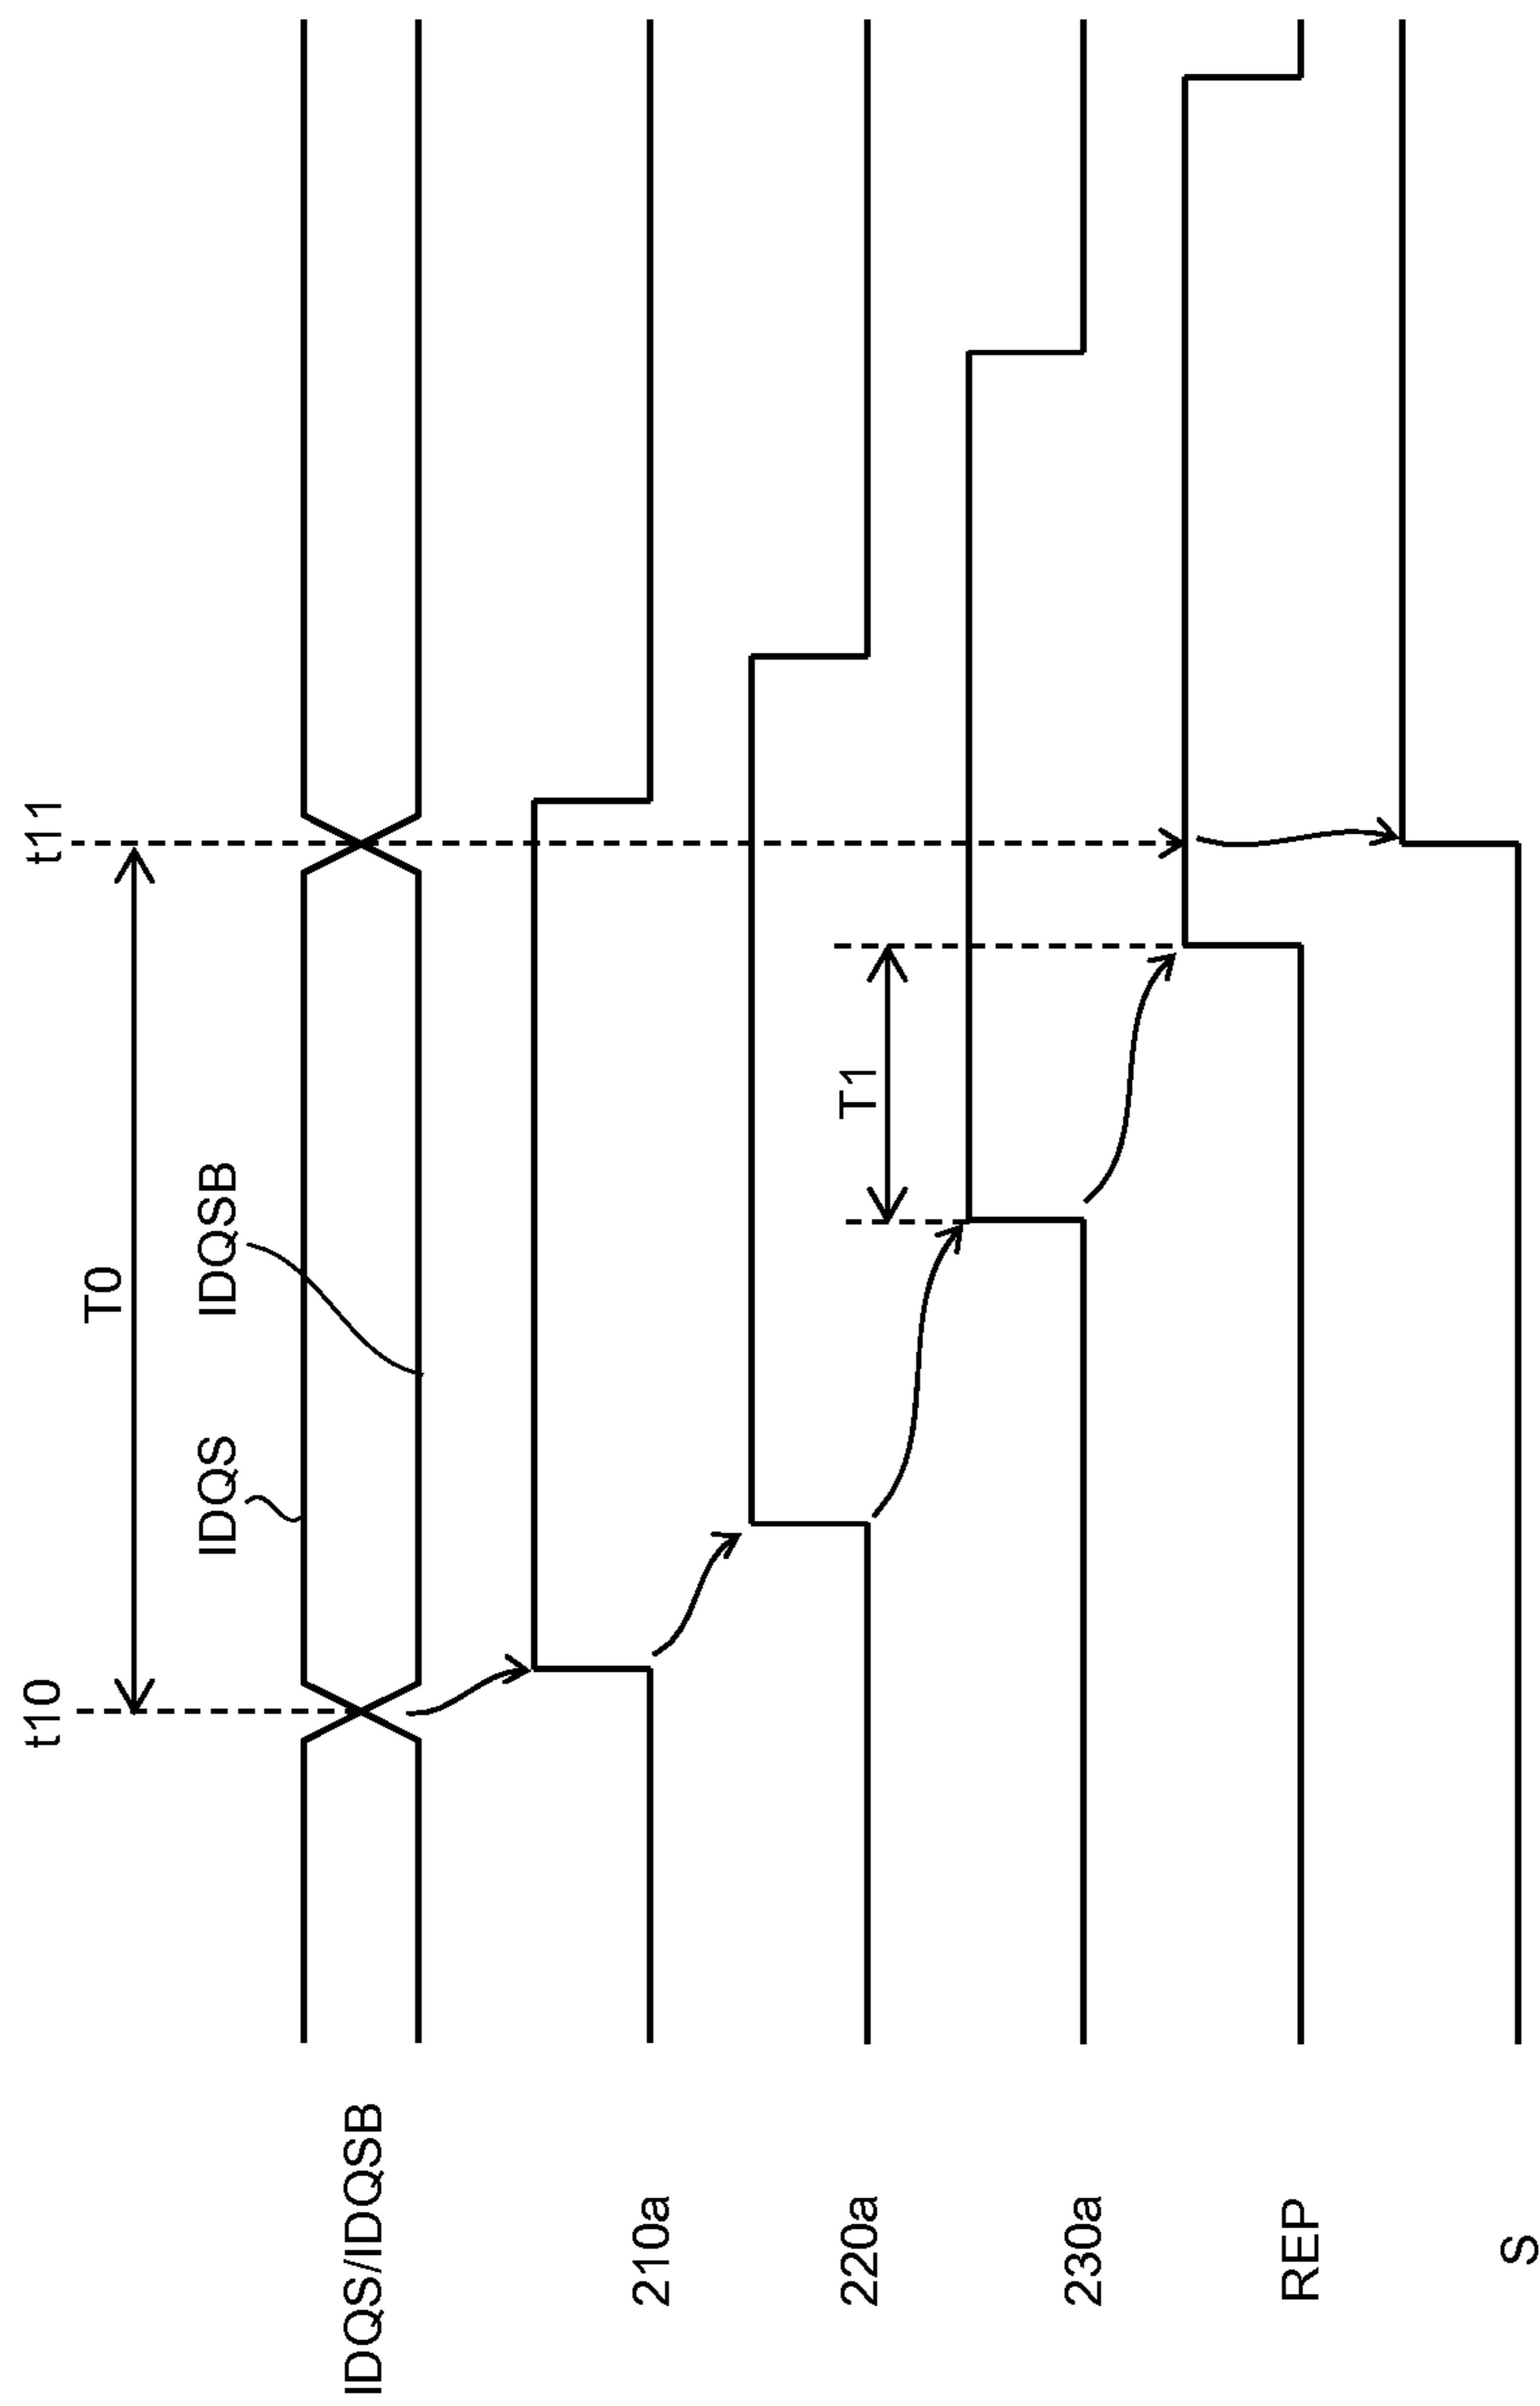 t10
t11
T0
IDQS
IDQSB
IDQS/IDQSB
210a
220a
T1
230a
REP
S